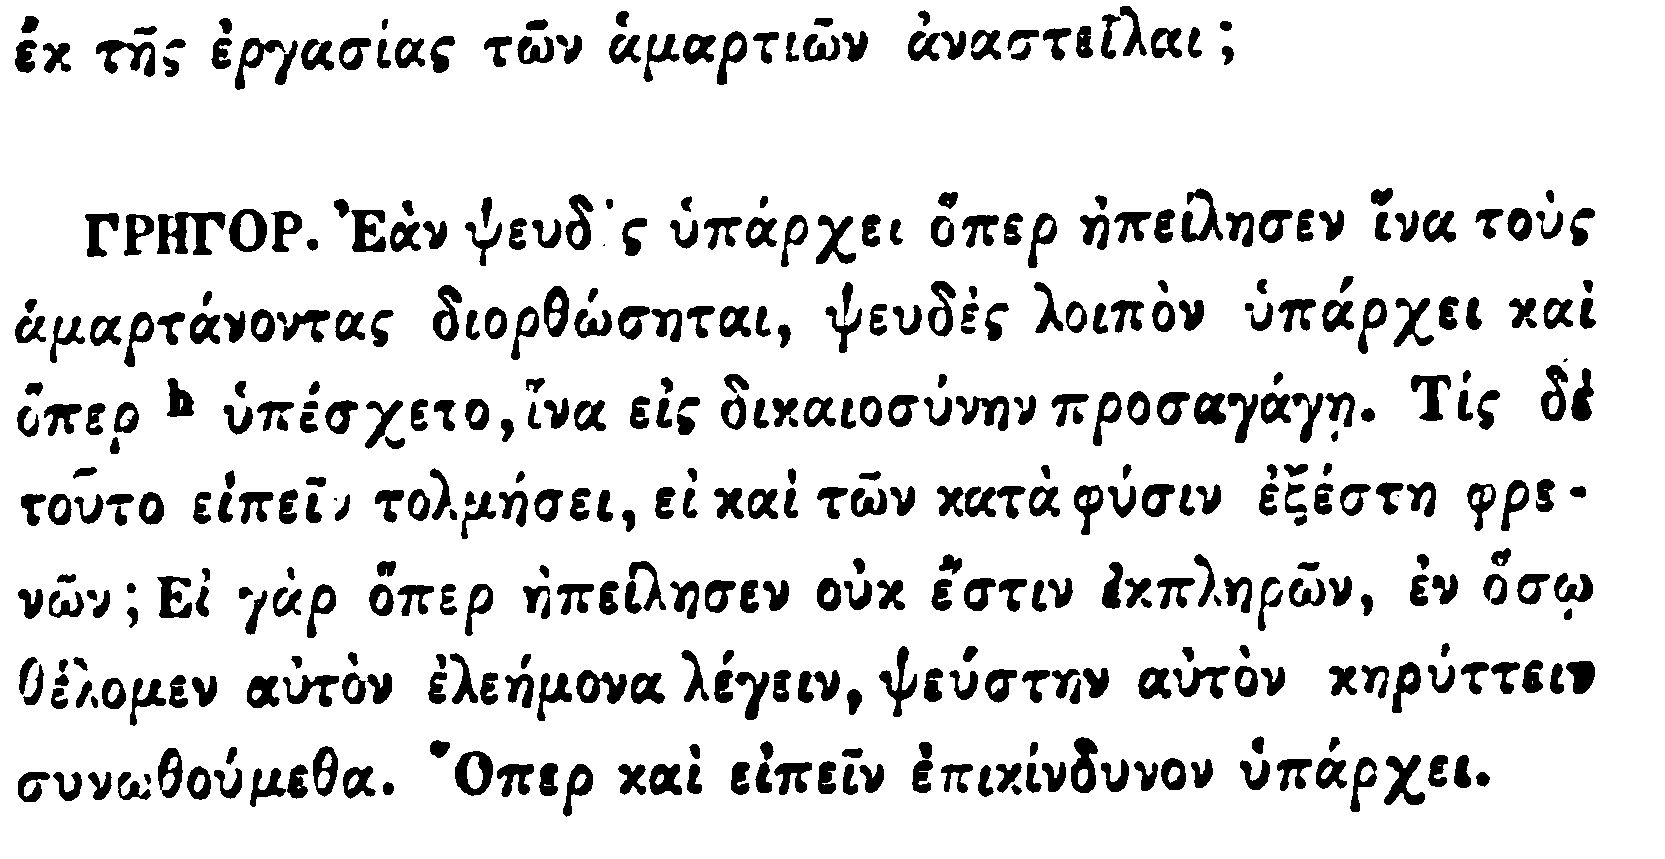 ἐκ τῆς ἐργασίας τῶν ἁμαρτιῶν ἀναστεῖλαι;
ΓΡΗΓΟΡ. Ἐὰν ψευδὲς ὑπάρχει ὅπερ ἠπείλησεν ἵνα τοὺς
ἁμαρτάνοντας διορθώσηται, ψευδὲς λοιπὸν ὑπάρχει καὶ
ὅπερ h ὑπέσχετο, ἵνα εἰς δικαιοσύνην προσαγάγῃ. Τίς δὲ
τοῦτο εἰπεῖν τολμήσει, εἰ καὶ τῶν κατὰ φύσιν ἐξέστη φρε-
νῶν; Εἰ γὰρ ὅπερ ἠπείλησεν οὐκ ἔστιν ἐκπληρῶν, ἐν ὅσῳ
θέλομεν αὐτὸν ἐλεήμονα λέγειν, ψεύστην αὐτὸν κηρύττειν
συνωθούμεθα. Ὅπερ καὶ εἰπεῖν ἐπικίνδυνον ὑπάρχει.